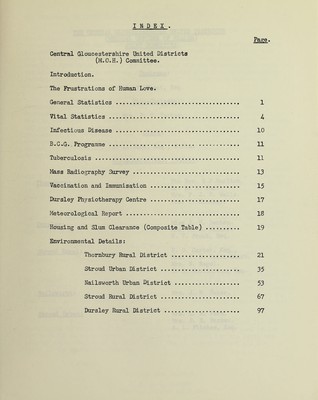 INDEX.
Page.
Central Gloucestershire United Districts
(M.O.H.) Committee.
Introduction.
The Frustrations of Human Love.
General Statistics ........................................ 1
Vital Statistics .......................................... 4
Infectious Disease ........................................ 10
B.C.G. Programme .......................................... 11
Tuberculosis .............................................. 11
Mass Radiography Survey ................................... 13
Vaccination and Immunisation .............................. 15
Dursley Physiotherapy Centre .............................. 17
Meteorological Report ..................................... 18
Housing and Slum Clearance (Composite Table) .......... 19
Environmental Details:
Thornbury Rural District ...................... 21
Stroud Urban District ......................... 35
Nailsworth Urban District ..................... 53
Stroud Rural District ......................... 67
Dursley Rural District ........................ 97